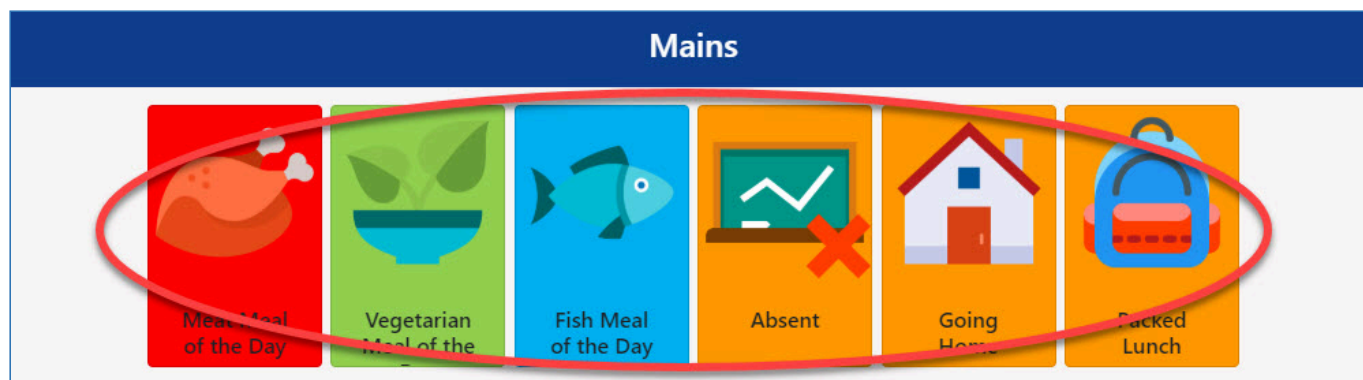 Mains
Meat Meal
of the Day
Vegetarian
Meal of the
Fish Meal
of the Day
Absent
Going
Home
Packed
Lunch